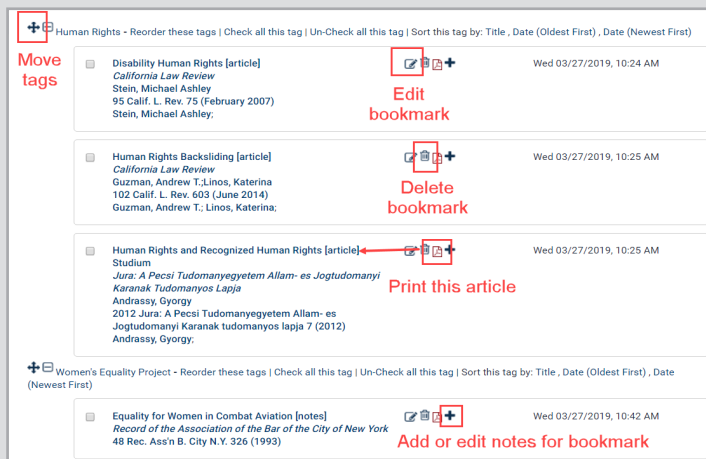 Human Rights - Reorder these tags | Check all this tag | Un-Check all this tag | Sort this tag by: Title , Date (Oldest First) , Date (Newest First)
Move
tags
Disability Human Rights [article]
California Law Review
Stein, Michael Ashley
95 Calif. L. Rev. 75 (February 2007)
Stein, Michael Ashley;
Edit
bookmark
Wed 03/27/2019, 10:24 AM
Human Rights Backsliding [article]
California Law Review
Guzman, Andrew T.;Linos, Katerina
102 Calif. L. Rev. 603 (June 2014)
Guzman, Andrew T.; Linos, Katerina;
Delete
bookmark
Wed 03/27/2019, 10:25 AM
Human Rights and Recognized Human Rights [article]
Studium
Jura: A Pecsi Tudomanyegyetem Allam- es Jogtudomanyi
Karanak Tudomanyos Lapja
Andrassy, Gyorgy
2012 Jura: A Pecsi Tudomanyegyetem Allam- es
Jogtudomanyi Karanak tudomanyos lapja 7 (2012)
Andrassy, Gyorgy;
Print this article
Wed 03/27/2019, 10:25 AM
Women's Equality Project - Reorder these tags | Check all this tag | Un-Check all this tag | Sort this tag by: Title , Date (Oldest First) , Date
(Newest First)
Equality for Women in Combat Aviation [notes]
Record of the Association of the Bar of the City of New York
48 Rec. Ass'n B. City N.Y. 326 (1993)
Wed 03/27/2019, 10:42 AM
Add or edit notes for bookmark